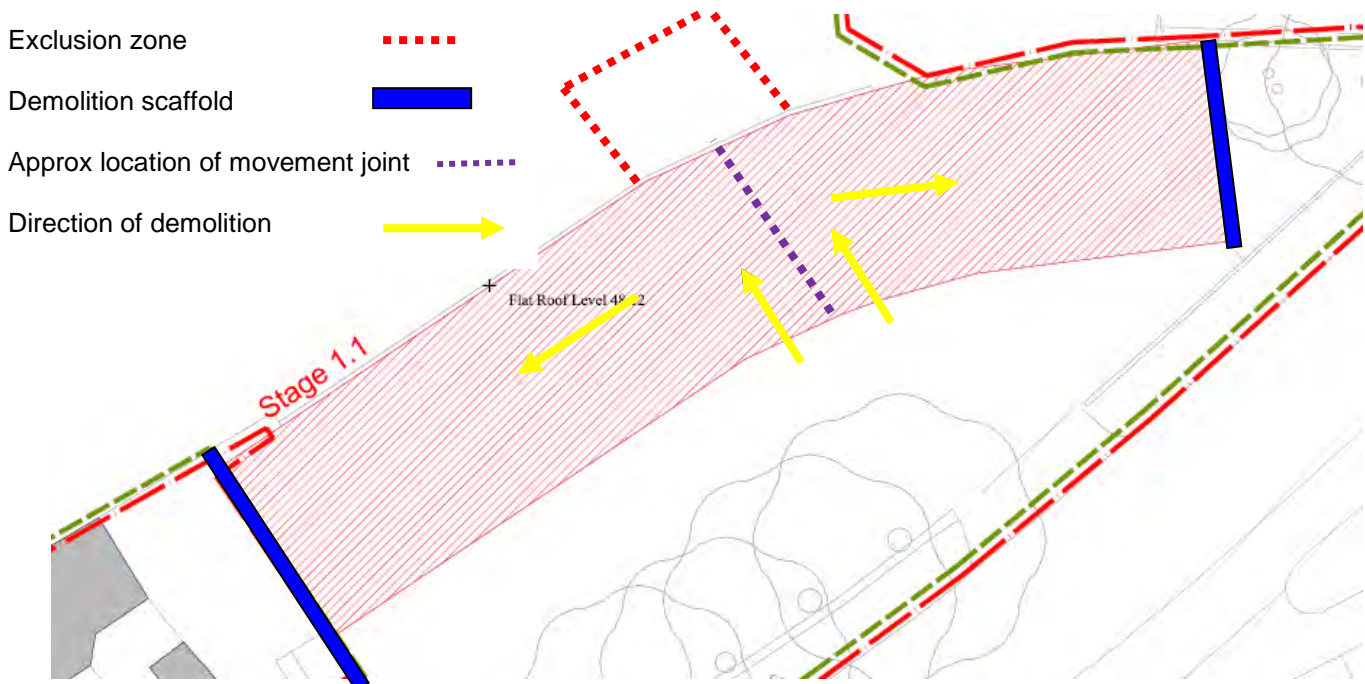 Exclusion zone
Demolition scaffold
Approx location of movement joint
Direction of demolition
Flat Roof Level
Stage 1.1